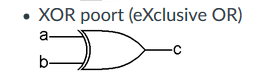 • XOR poort (eXclusive OR)
a
c
b